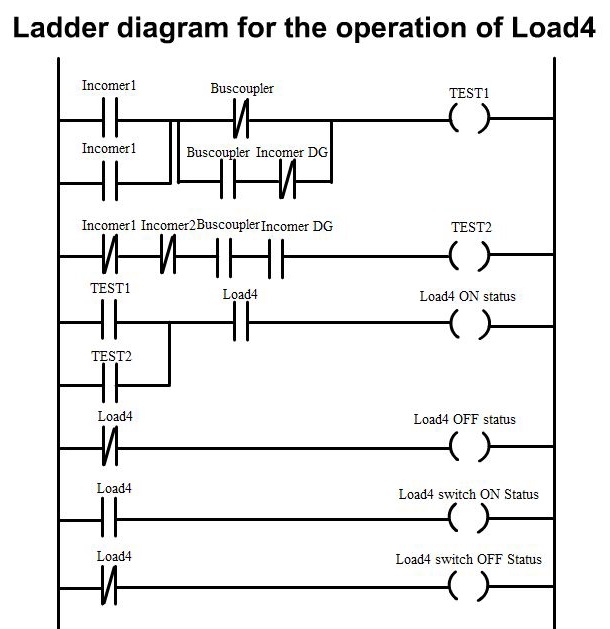 Ladder diagram for the operation of Load4
Incomer1 Buscoupler TEST1
Incomer1 Buscoupler Incomer DG
Incomer1 Incomer2 Buscoupler Incomer DG TEST2
TEST1 Load4 Load4 ON status
TEST2
Load4 Load4 OFF status
Load4 Load4 switch ON Status
Load4 Load4 switch OFF Status